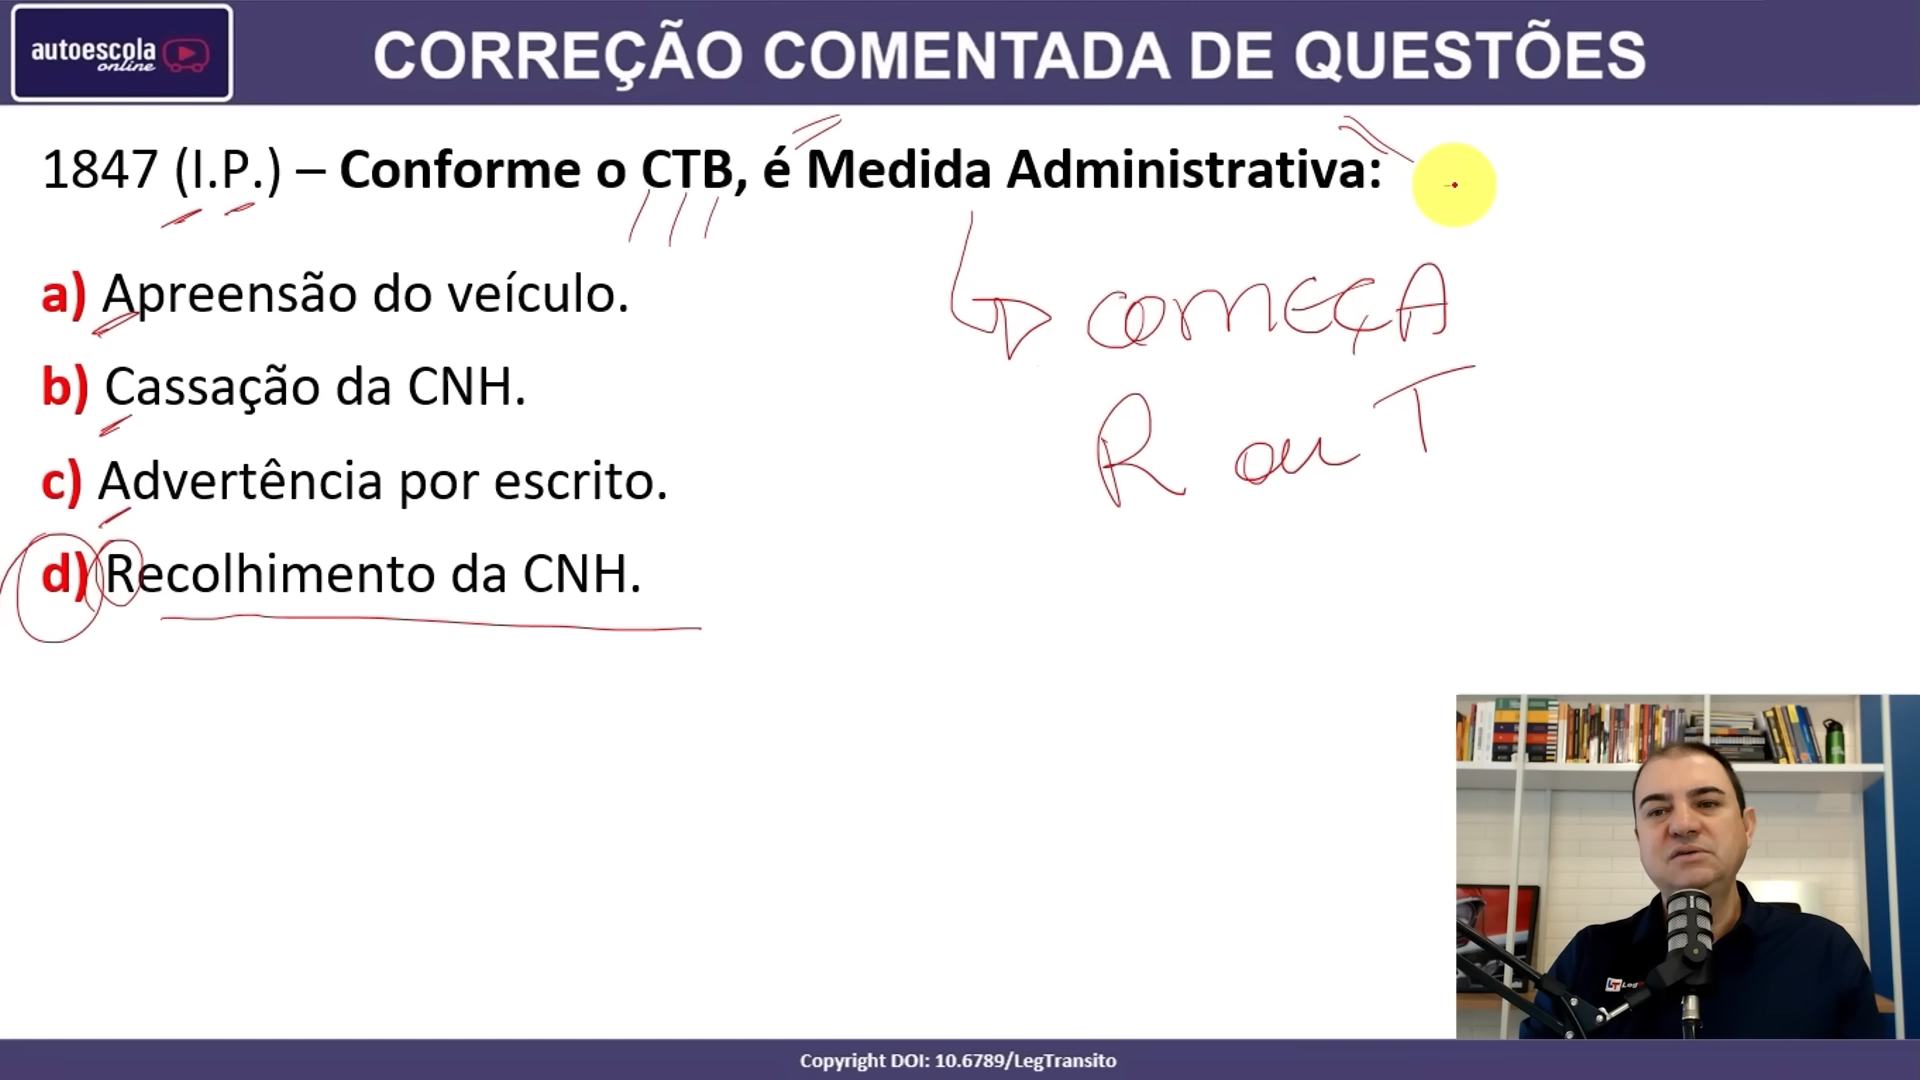 autoescola
online
CORREÇÃO COMENTADA DE QUESTÕES
1847 (I.P.) – Conforme o CTB, é Medida Administrativa:
a) Apreensão do veículo.
b) Cassação da CNH.
c) Advertência por escrito.
d) Recolhimento da CNH.
COMEÇA
R ou T
Copyright DOI: 10.6789/LegTransito